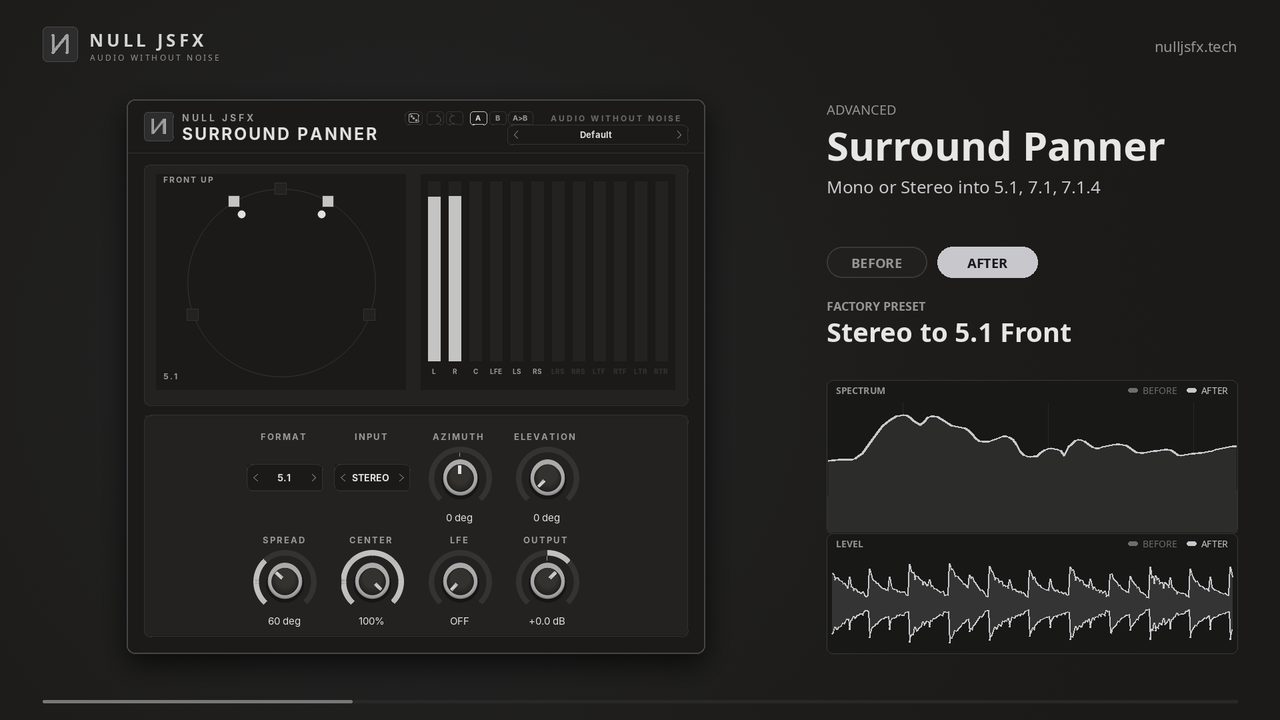 NULL JSFX
AUDIO WITHOUT NOISE
nulljsfx.tech
NULL JSFX
SURROUND PANNER
A B A>B
AUDIO WITHOUT NOISE
Default
FRONT UP
5.1
L R C LFE LS RS LRS RRS LTF RTF LTR RTR
FORMAT INPUT AZIMUTH ELEVATION
5.1 STEREO
0 deg 0 deg
SPREAD CENTER LFE OUTPUT
60 deg 100% OFF +0.0 dB
ADVANCED
Surround Panner
Mono or Stereo into 5.1, 7.1, 7.1.4
BEFORE AFTER
FACTORY PRESET
Stereo to 5.1 Front
SPECTRUM BEFORE AFTER
LEVEL BEFORE AFTER